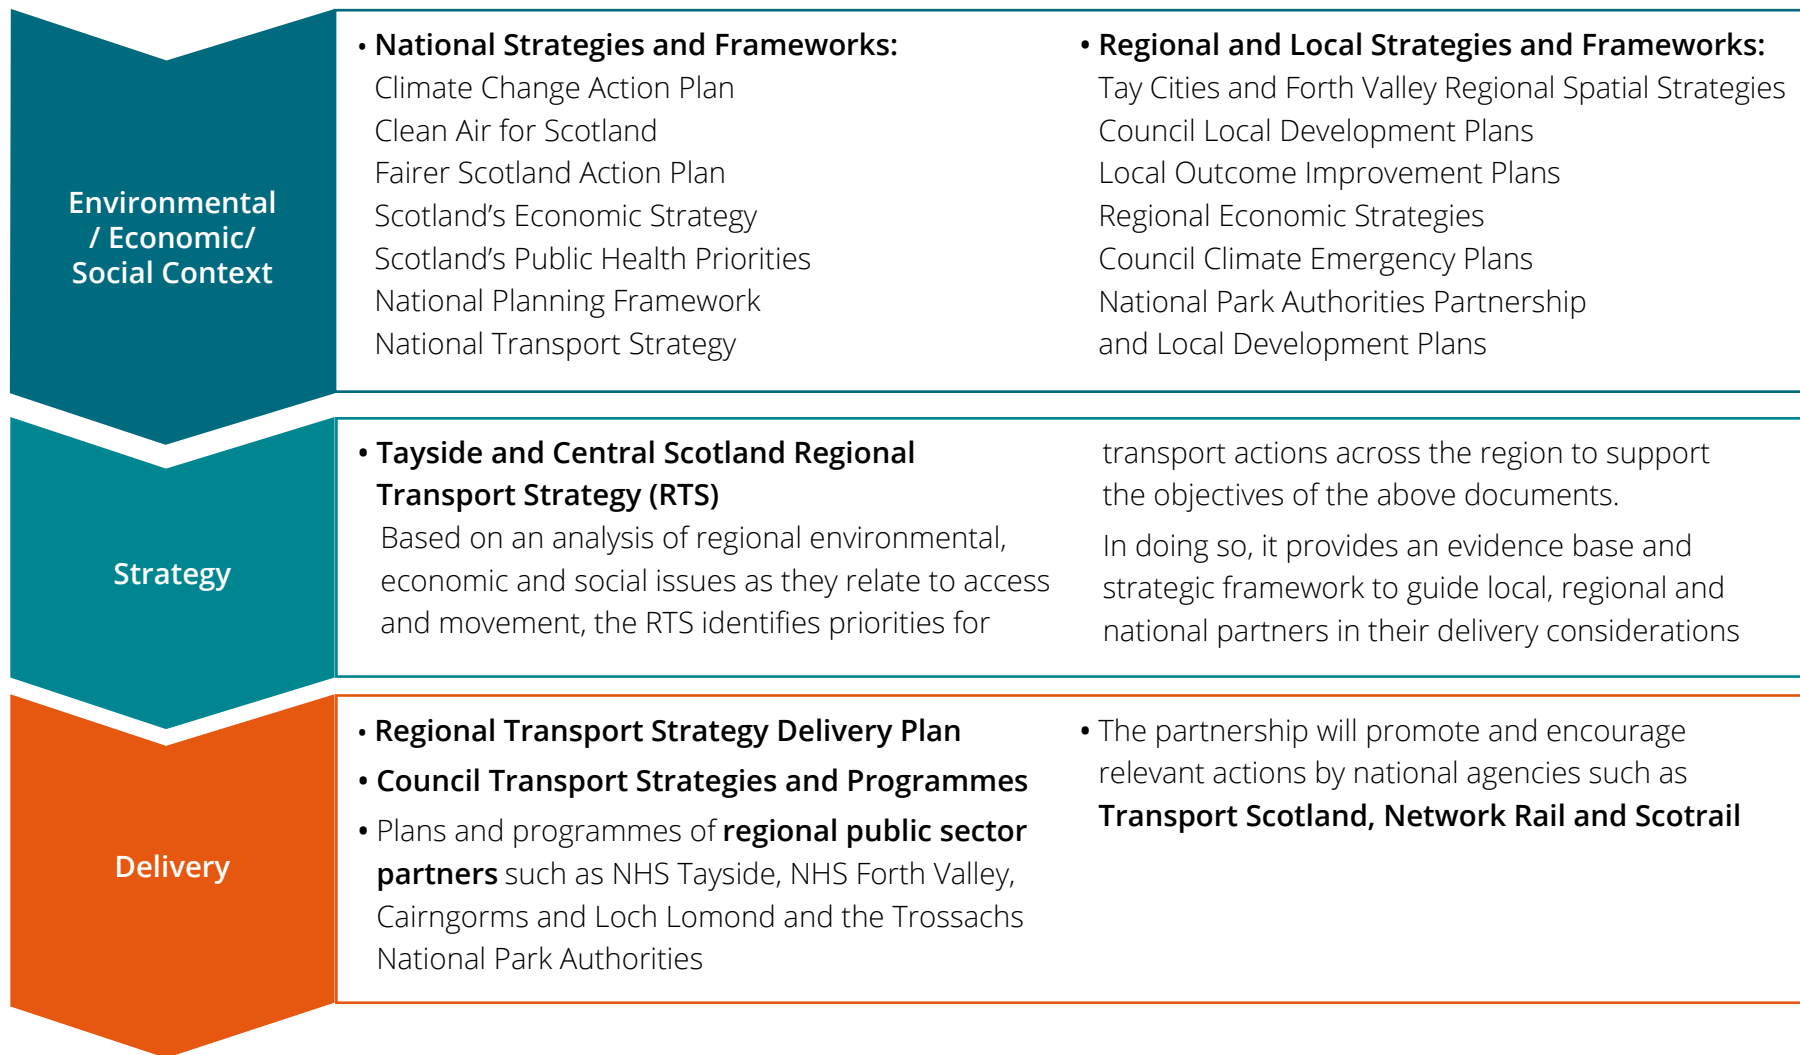 Environmental
/ Economic/
Social Context
• National Strategies and Frameworks:
Climate Change Action Plan
Clean Air for Scotland
Fairer Scotland Action Plan
Scotland’s Economic Strategy
Scotland’s Public Health Priorities
National Planning Framework
National Transport Strategy
• Regional and Local Strategies and Frameworks:
Tay Cities and Forth Valley Regional Spatial Strategies
Council Local Development Plans
Local Outcome Improvement Plans
Regional Economic Strategies
Council Climate Emergency Plans
National Park Authorities Partnership
and Local Development Plans
Strategy
• Tayside and Central Scotland Regional
Transport Strategy (RTS)
Based on an analysis of regional environmental,
economic and social issues as they relate to access
and movement, the RTS identifies priorities for
transport actions across the region to support
the objectives of the above documents.
In doing so, it provides an evidence base and
strategic framework to guide local, regional and
national partners in their delivery considerations
Delivery
• Regional Transport Strategy Delivery Plan
• Council Transport Strategies and Programmes
• Plans and programmes of regional public sector
partners such as NHS Tayside, NHS Forth Valley,
Cairngorms and Loch Lomond and the Trossachs
National Park Authorities
• The partnership will promote and encourage
relevant actions by national agencies such as
Transport Scotland, Network Rail and Scotrail